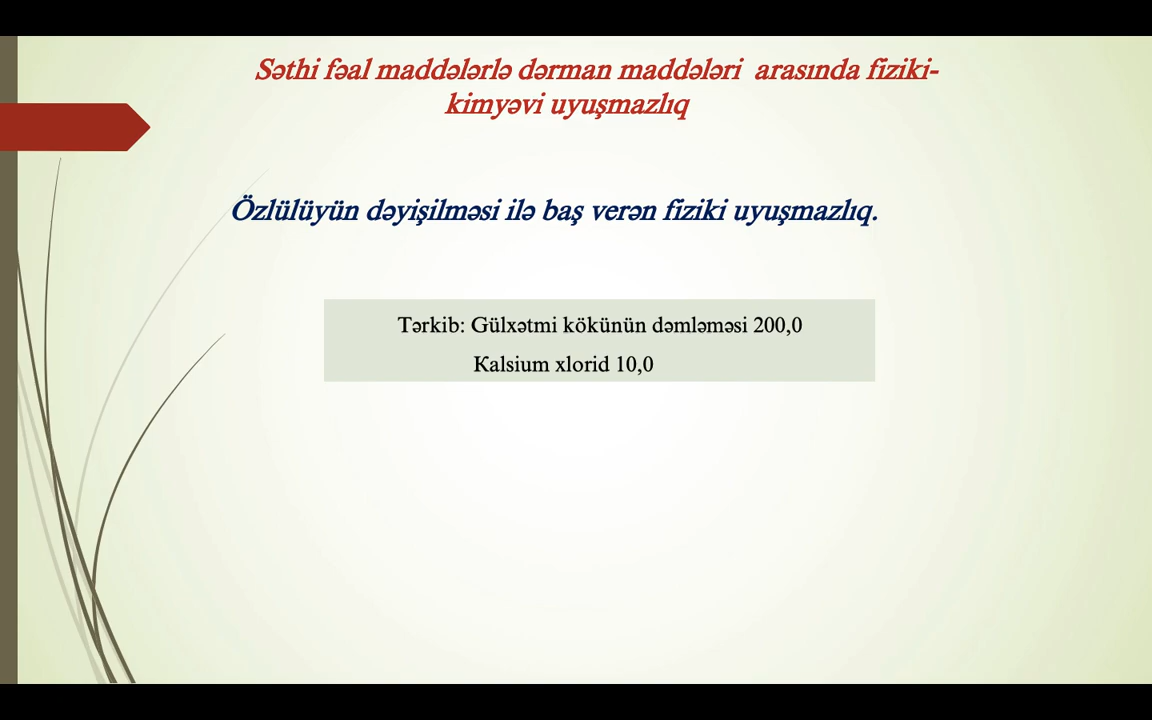 Səthi fəal maddələrlə dərman maddələri arasında fiziki-
kimyəvi uyuşmazlıq
Özlülüyün dəyişilməsi ilə baş verən fiziki uyuşmazlıq.
Tərkib: Gülxətmi kökünün dəmləməsi 200,0
Kalsium xlorid 10,0